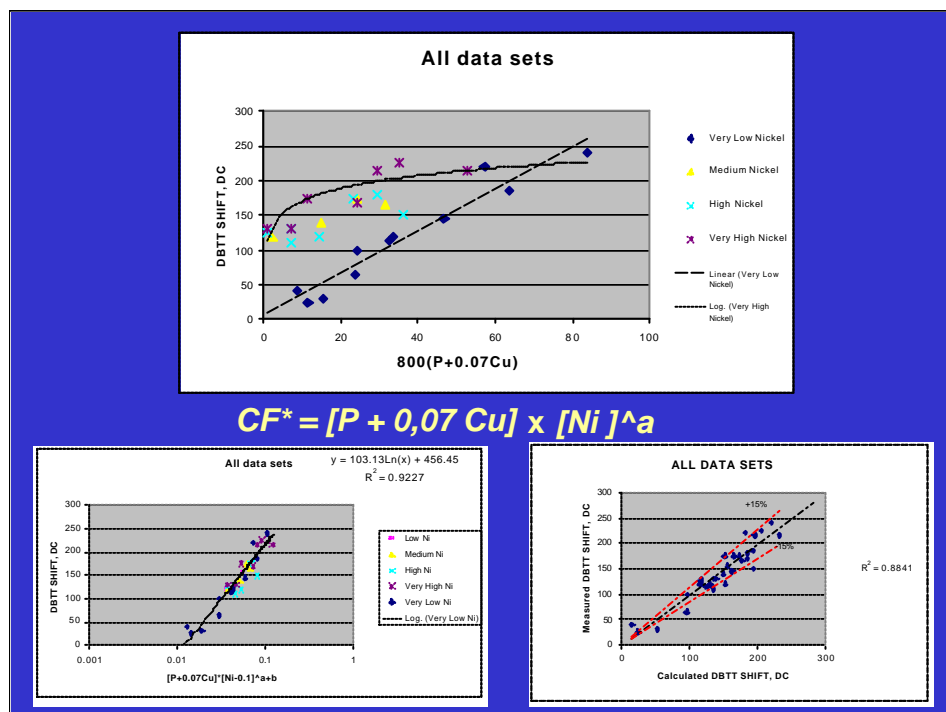 All data sets
300
250
200
150
100
50
0
DBTT SHIFT, DC
0 20 40 60 80 100
800(P+0.07Cu)
Very Low Nickel
Medium Nickel
High Nickel
Very High Nickel
Linear (Very Low
Nickel)
Log. (Very High
Nickel)
CF* = [P + 0,07 Cu] x [Ni ]^a
All data sets
y = 103.13Ln(x) + 456.45
R² = 0.9227
300
250
200
150
100
50
0
DBTT SHIFT, DC
0.001 0.01 0.1 1
[P+0.07Cu]*[Ni-0.1]^a+b
Low Ni
Medium Ni
High Ni
Very High Ni
Very Low Ni
Log. (Very Low Ni)
ALL DATA SETS
300
250
200
150
100
50
0
Measured DBTT SHIFT, DC
+15%
-15%
R² = 0.8841
0 100 200 300
Calculated DBTT SHIFT, DC